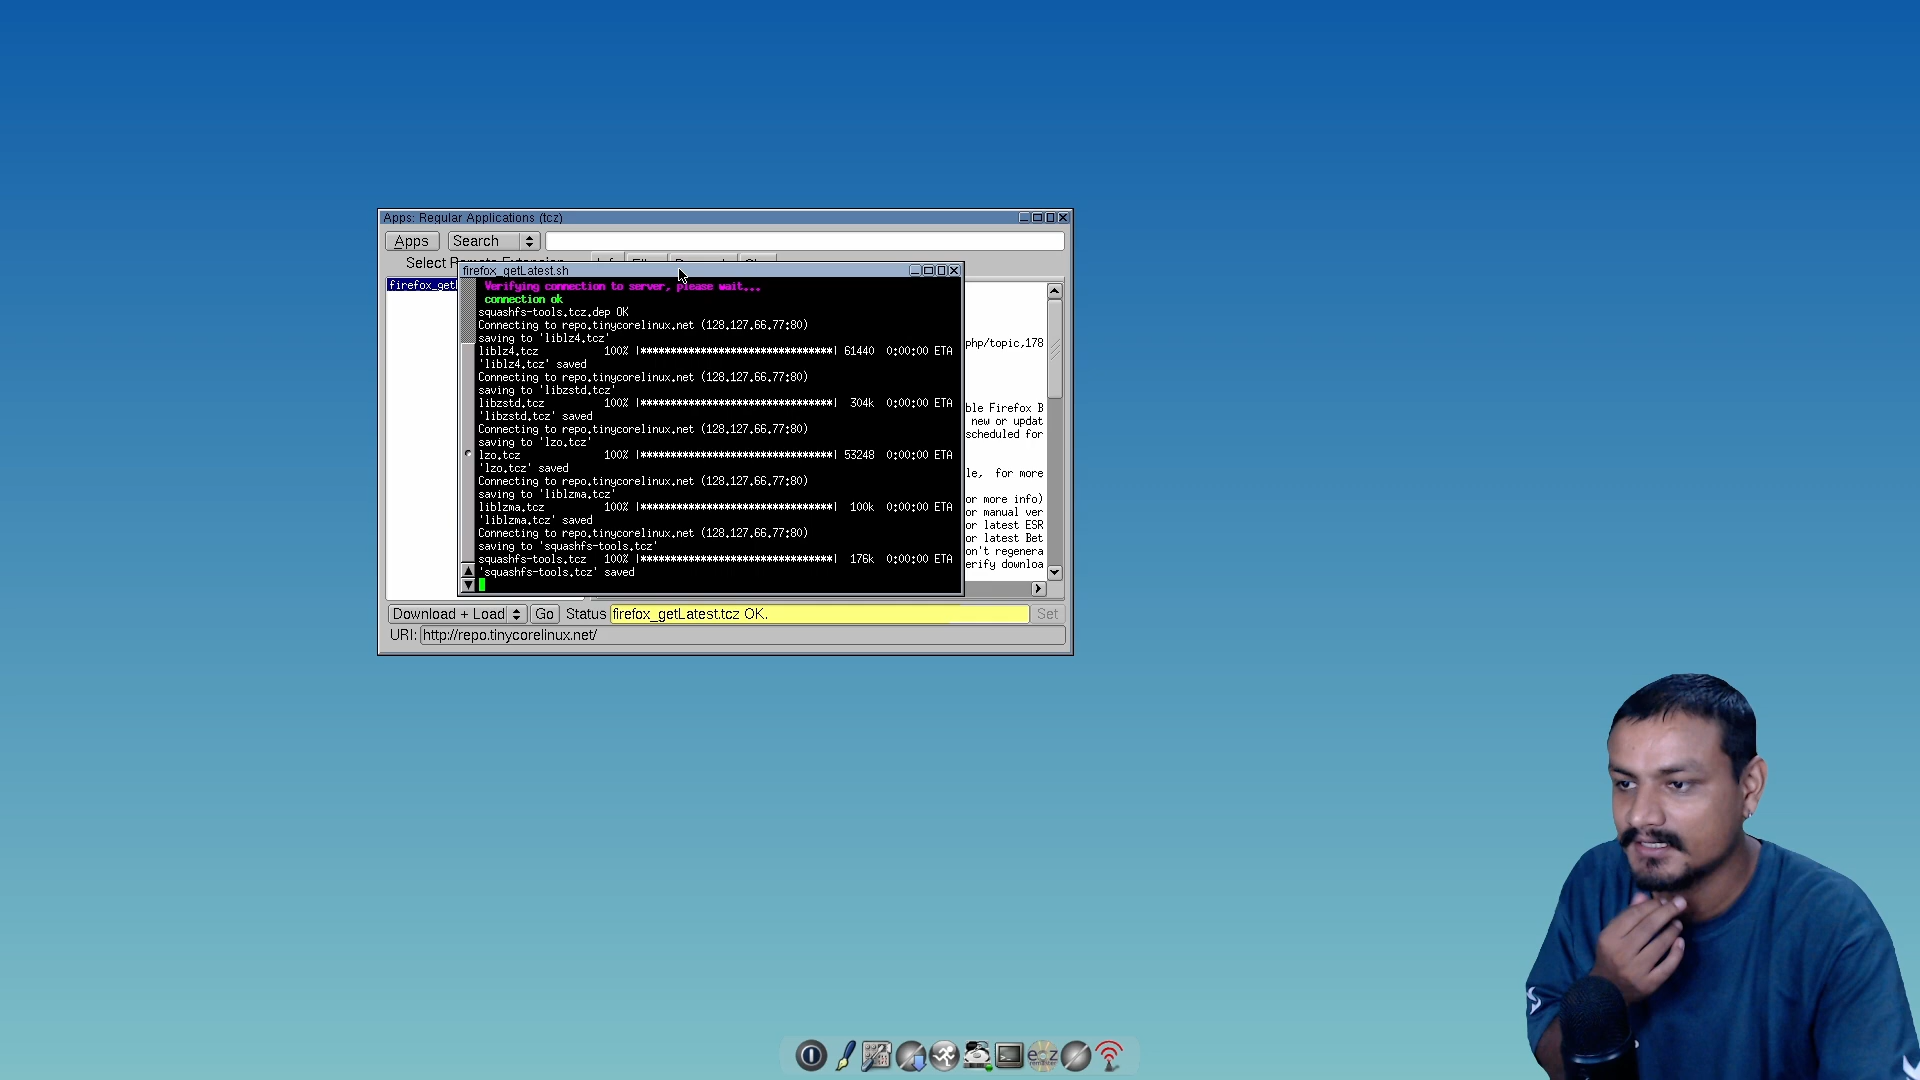 Apps: Regular Applications (tcz)
Apps
Search
firefox_getLatest.sh
firefox_getL
Verifying connection to server, please wait...
connection ok
squashfs-tools.tcz.dep OK
Connecting to repo.tinycorelinux.net (128.127.66.77:80)
saving to 'liblz4.tcz'
liblz4.tcz 100% |********************************| 61440 0:00:00 ETA
'liblz4.tcz' saved
Connecting to repo.tinycorelinux.net (128.127.66.77:80)
saving to 'libzstd.tcz'
libzstd.tcz 100% |********************************| 304k 0:00:00 ETA
'libzstd.tcz' saved
Connecting to repo.tinycorelinux.net (128.127.66.77:80)
saving to 'lzo.tcz'
lzo.tcz 100% |********************************| 53248 0:00:00 ETA
'lzo.tcz' saved
Connecting to repo.tinycorelinux.net (128.127.66.77:80)
saving to 'liblzma.tcz'
liblzma.tcz 100% |********************************| 100k 0:00:00 ETA
'liblzma.tcz' saved
Connecting to repo.tinycorelinux.net (128.127.66.77:80)
saving to 'squashfs-tools.tcz'
squashfs-tools.tcz 100% |********************************| 176k 0:00:00 ETA
'squashfs-tools.tcz' saved
php/topic,178
ble Firefox B
new or updat
scheduled for
le, for more
or more info)
or manual ver
or latest ESR
or latest Bet
on't regenera
erify downloa
Download + Load
Go
Status
firefox_getLatest.tcz OK.
Set
URI: http://repo.tinycorelinux.net/